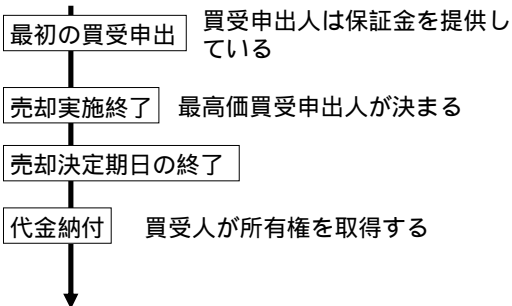 最初の買受申出
買受申出人は保証金を提供し
ている
売却実施終了
最高価買受申出人が決まる
売却決定期日の終了
代金納付
買受人が所有権を取得する